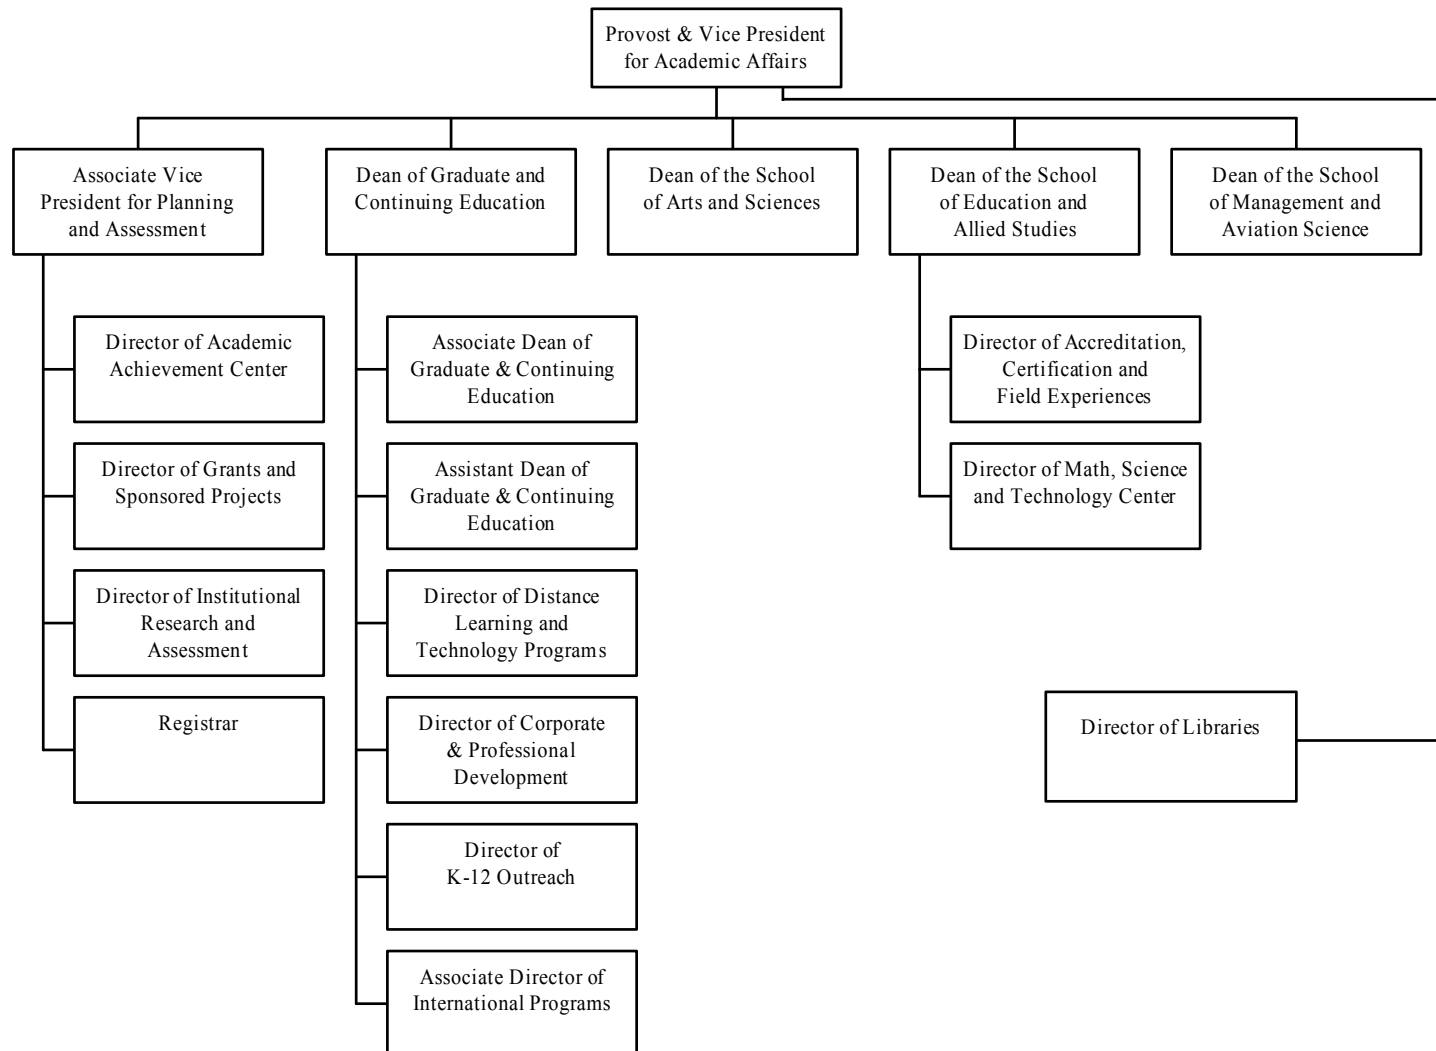 Provost & Vice President
for Academic Affairs
Associate Vice
President for Planning
and Assessment
Dean of Graduate and
Continuing Education
Dean of the School
of Arts and Sciences
Dean of the School
of Education and
Allied Studies
Dean of the School
of Management and
Aviation Science
Director of Academic
Achievement Center
Director of Grants and
Sponsored Projects
Director of Institutional
Research and
Assessment
Registrar
Associate Dean of
Graduate & Continuing
Education
Assistant Dean of
Graduate & Continuing
Education
Director of Distance
Learning and
Technology Programs
Director of Corporate
& Professional
Development
Director of
K-12 Outreach
Associate Director of
International Programs
Director of Accreditation,
Certification and
Field Experiences
Director of Math, Science
and Technology Center
Director of Libraries